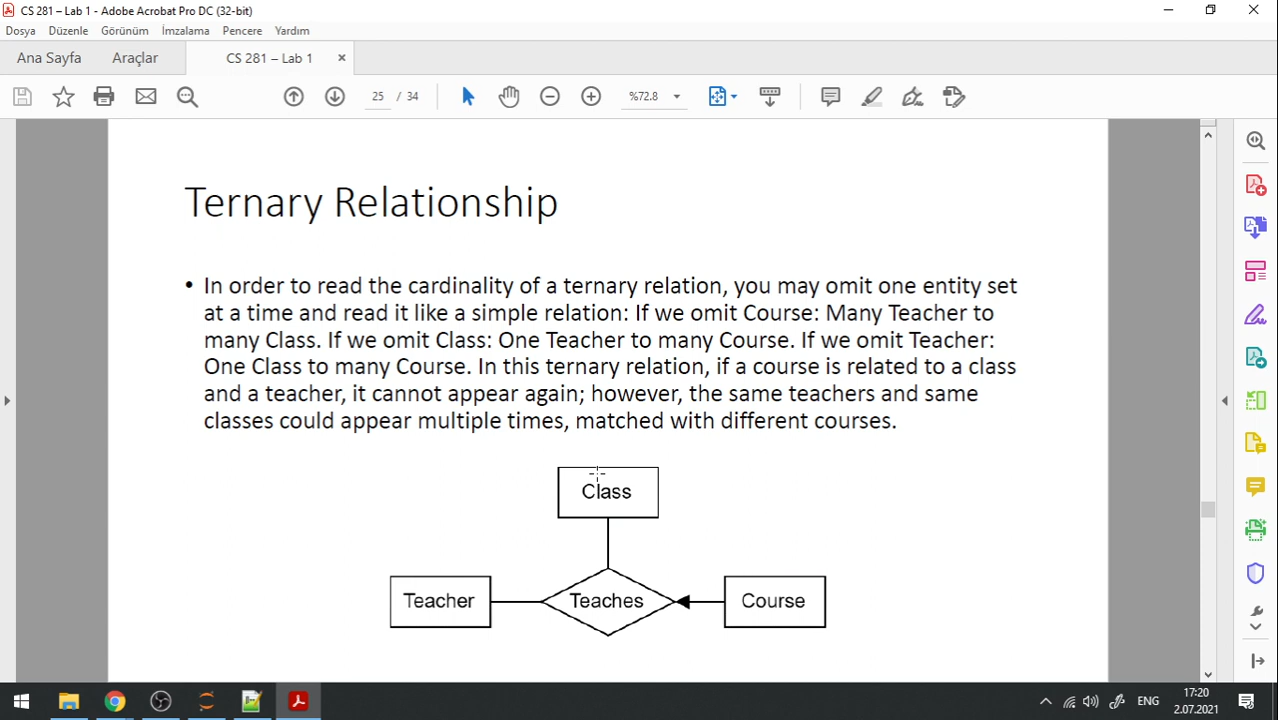 CS 281 – Lab 1 - Adobe Acrobat Pro DC (32-bit)
Dosya Düzenle Görünüm İmzalama Pencere Yardım
Ana Sayfa Araçlar CS 281 – Lab 1 ×
25 / 34 %72.8
Ternary Relationship
• In order to read the cardinality of a ternary relation, you may omit one entity set
at a time and read it like a simple relation: If we omit Course: Many Teacher to
many Class. If we omit Class: One Teacher to many Course. If we omit Teacher:
One Class to many Course. In this ternary relation, if a course is related to a class
and a teacher, it cannot appear again; however, the same teachers and same
classes could appear multiple times, matched with different courses.
Class
Teacher Teaches Course
ENG 17:20
2.07.2021